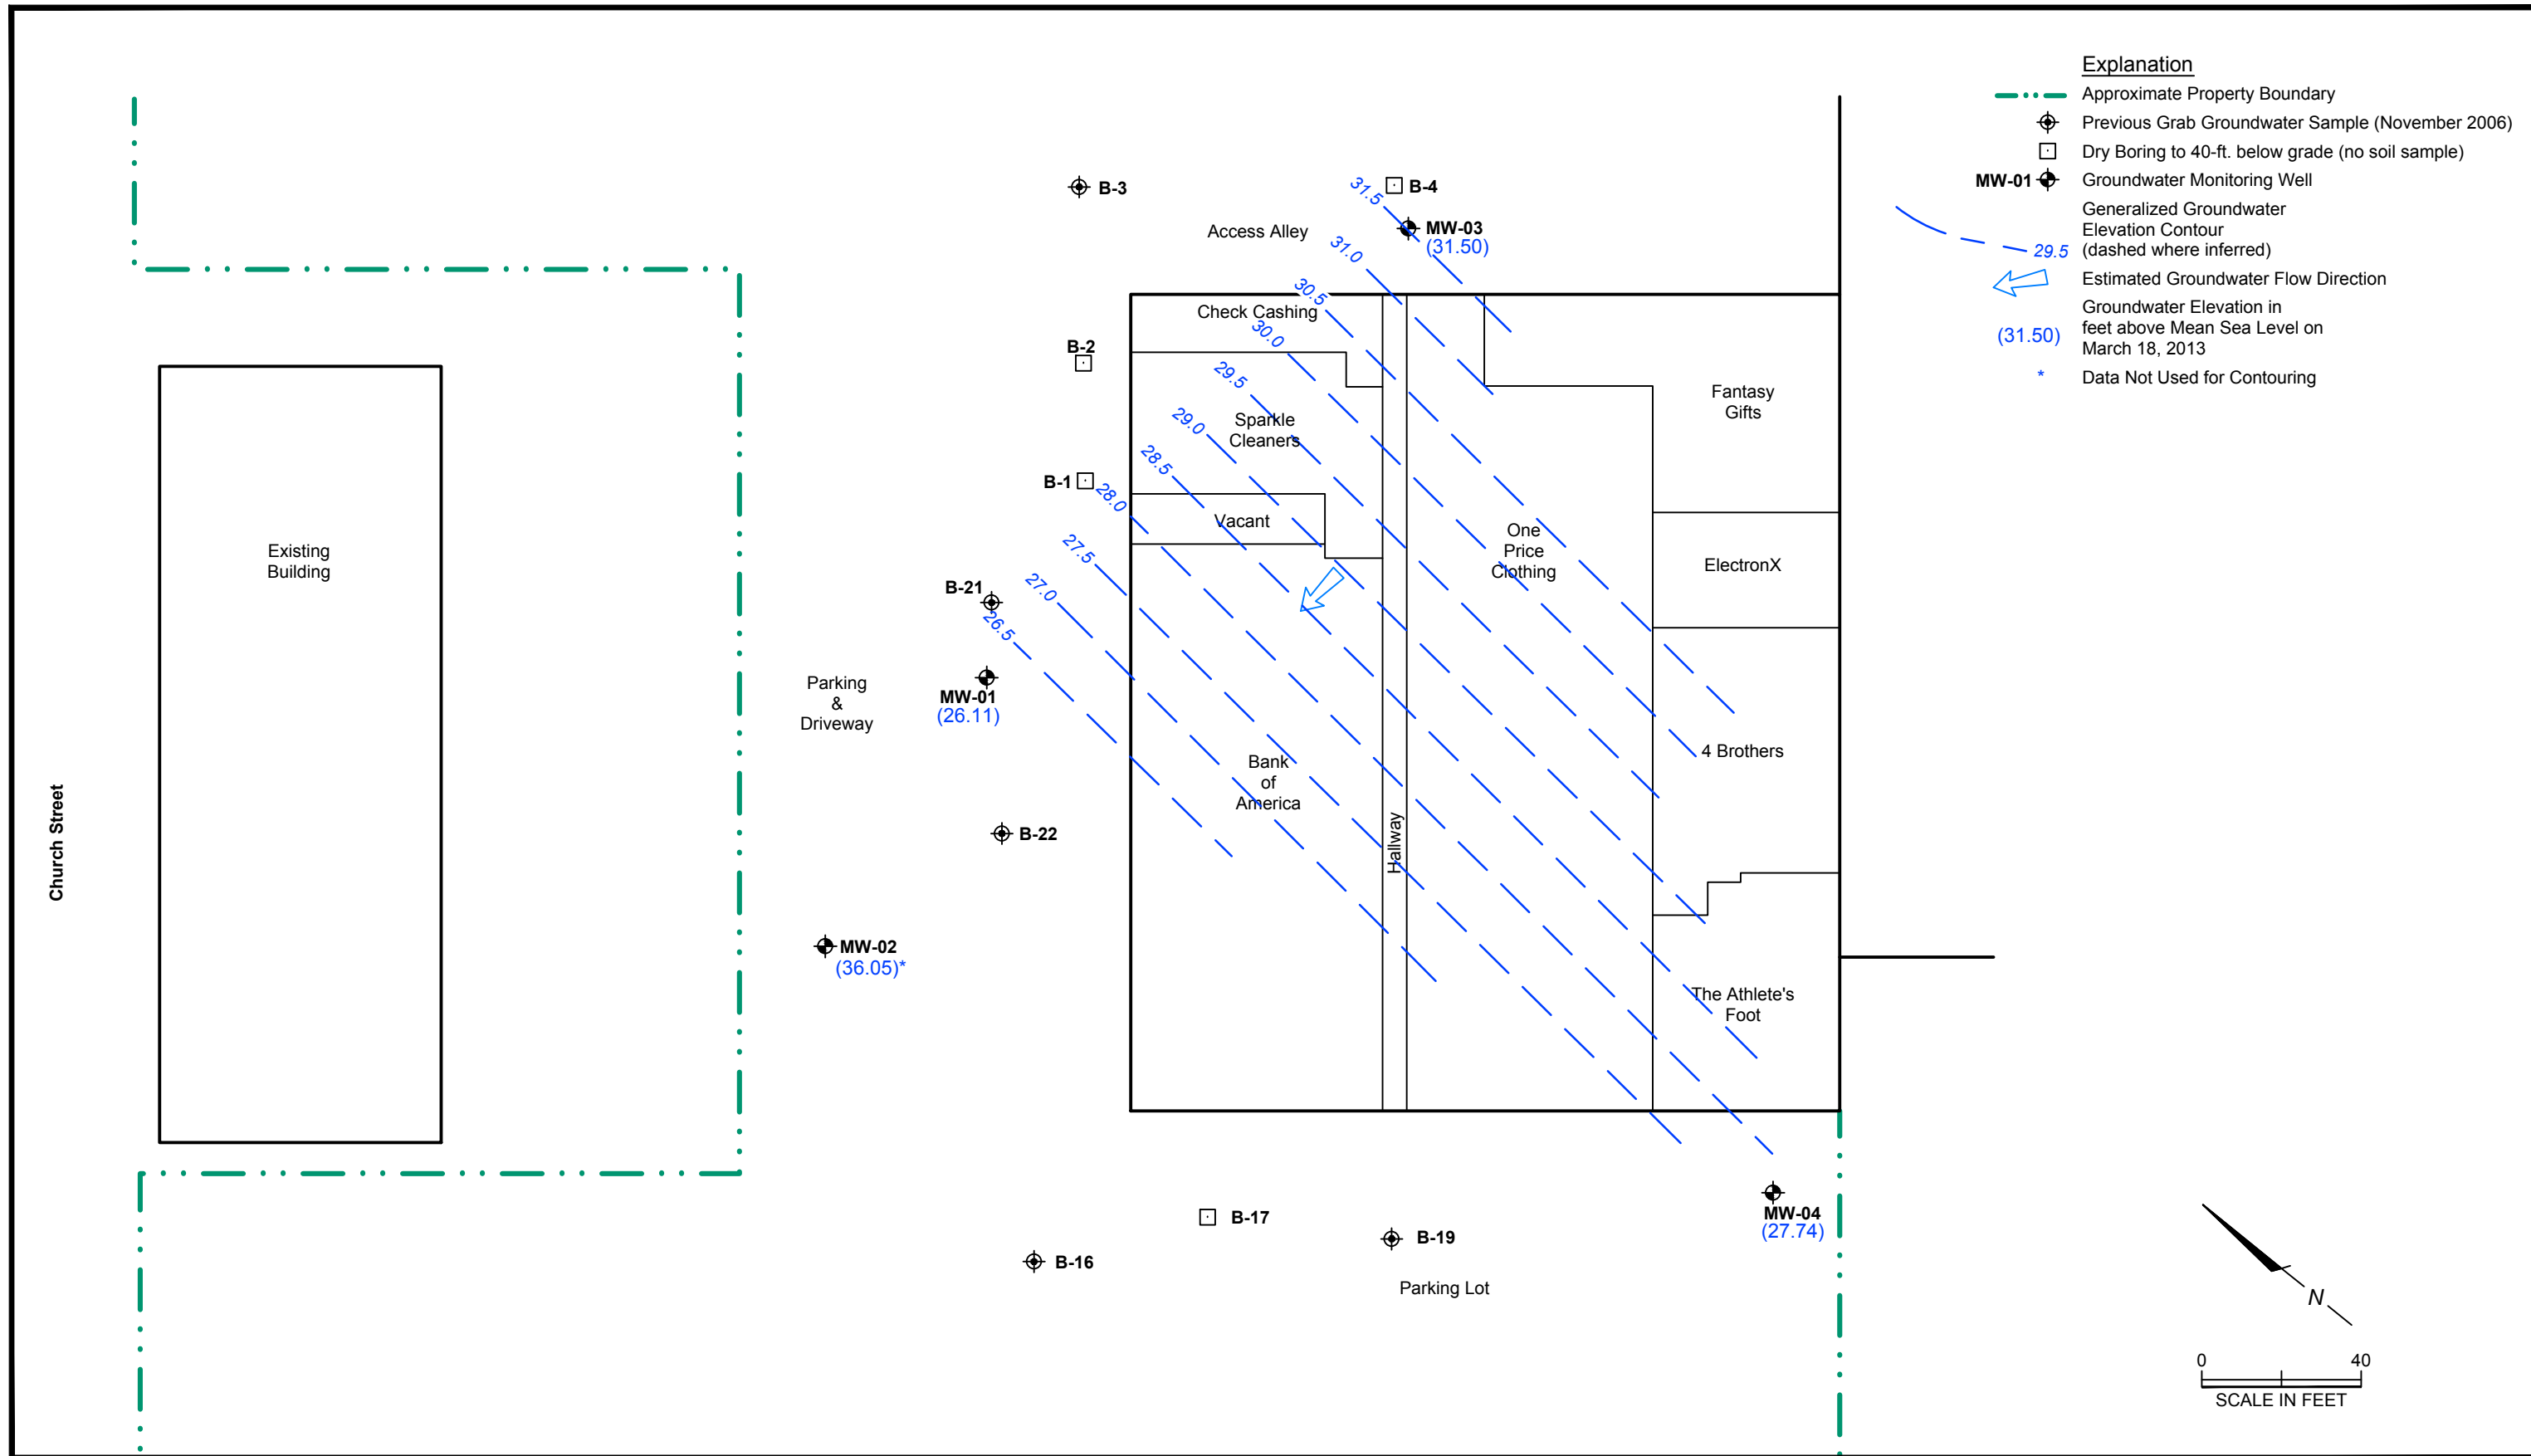 Explanation
Approximate Property Boundary
Previous Grab Groundwater Sample (November 2006)
Dry Boring to 40-ft. below grade (no soil sample)
MW-01
Groundwater Monitoring Well
Generalized Groundwater
Elevation Contour
(dashed where inferred)
29.5
Estimated Groundwater Flow Direction
(31.50)
Groundwater Elevation in
feet above Mean Sea Level on
March 18, 2013
*
Data Not Used for Contouring
B-3
B-4
31.5
MW-03
(31.50)
Access Alley
31.0
30.5
Check Cashing
30.0
B-2
29.5
Fantasy
Gifts
29.0
Sparkle
Cleaners
28.5
B-1
28.0
Vacant
One
Price
Clothing
27.5
Existing
Building
ElectronX
27.0
B-21
26.5
Parking
&
Driveway
MW-01
(26.11)
4 Brothers
Bank
of
America
Hallway
B-22
Church Street
MW-02
(36.05)*
The Athlete's
Foot
MW-04
(27.74)
B-17
B-19
B-16
Parking Lot
N
0
40
SCALE IN FEET